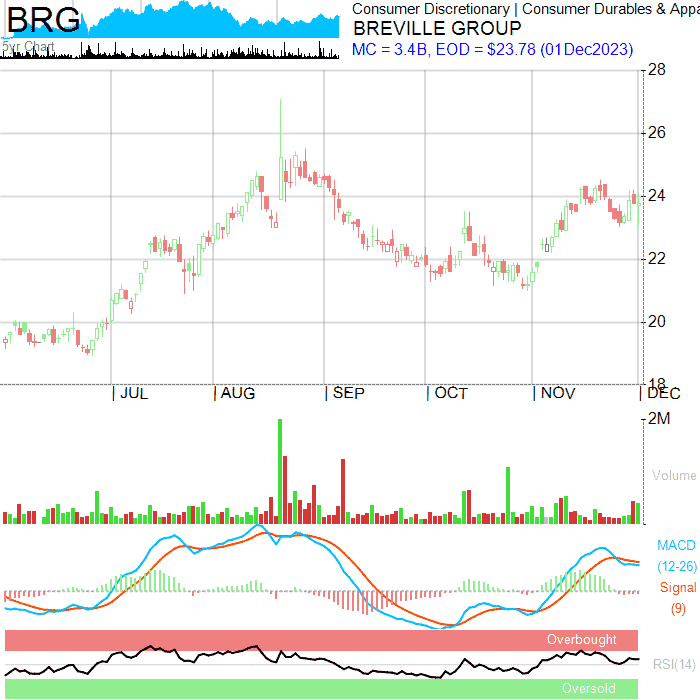 BRG
5yr Chart
Consumer Discretionary | Consumer Durables & Appa
BREVILLE GROUP
MC = 3.4B, EOD = $23.78 (01Dec2023)
28
26
24
22
20
18
| JUL | AUG | SEP | OCT | NOV | DEC
2M
Volume
MACD
(12-26)
Signal
(9)
Overbought
RSI(14)
Oversold